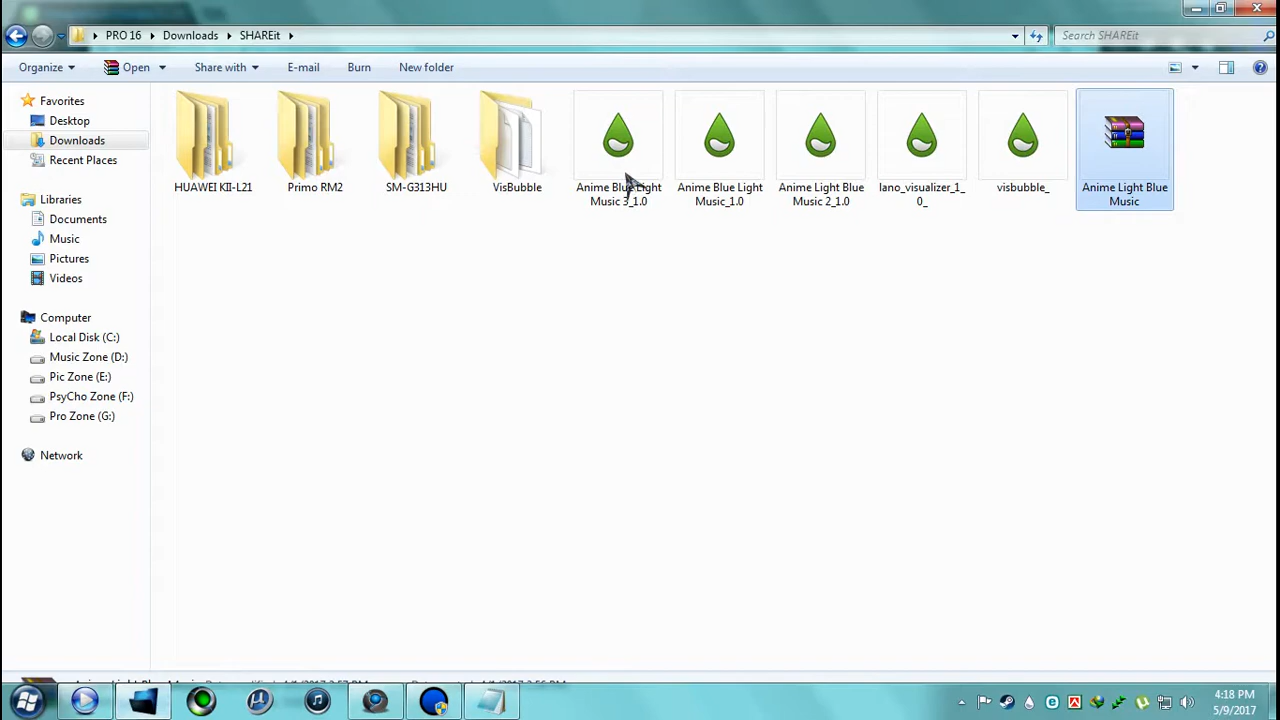 PRO 16 Downloads SHAREit
Search SHAREit
Organize Open Share with E-mail Burn New folder
Favorites
Desktop
Downloads
Recent Places
Libraries
Documents
Music
Pictures
Videos
Computer
Local Disk (C:)
Music Zone (D:)
Pic Zone (E:)
PsyCho Zone (F:)
Pro Zone (G:)
Network
HUAWEI KII-L21
Primo RM2
SM-G313HU
VisBubble
Anime Blue Light
Music 3_1.0
Anime Blue Light
Music_1.0
Anime Light Blue
Music 2_1.0
lano_visualizer_1_
0_
visbubble_
Anime Light Blue
Music
4:18 PM
5/9/2017